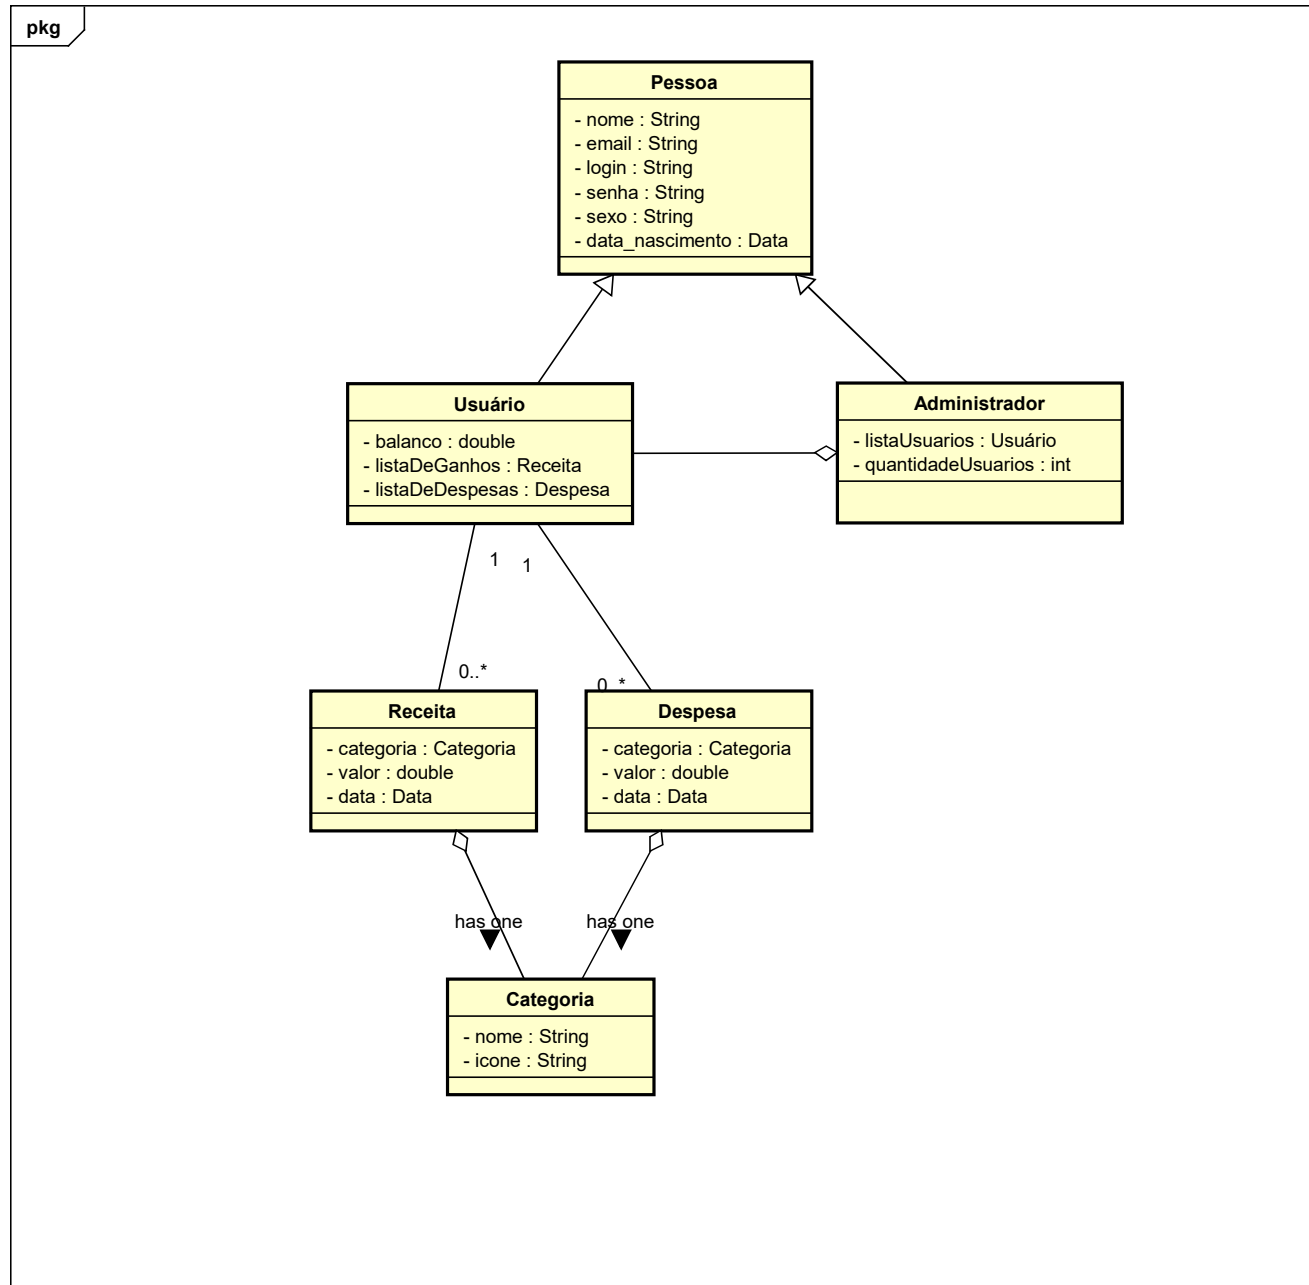 pkg
Pessoa
- nome : String
- email : String
- login : String
- senha : String
- sexo : String
- data_nascimento : Data
Usuário
- balanco : double
- listaDeGanhos : Receita
- listaDeDespesas : Despesa
Administrador
- listaUsuarios : Usuário
- quantidadeUsuarios : int
1
1
0..*
0..*
Receita
- categoria : Categoria
- valor : double
- data : Data
Despesa
- categoria : Categoria
- valor : double
- data : Data
has one
has one
Categoria
- nome : String
- icone : String